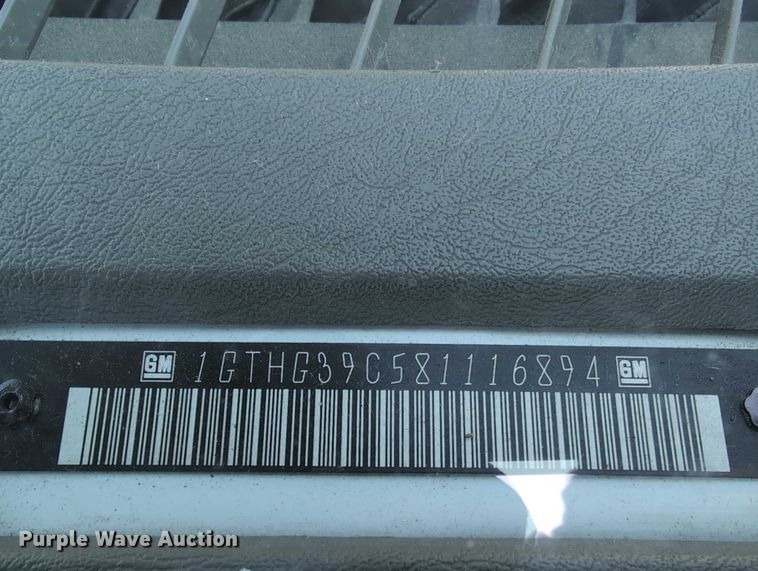 GM 1GTHG39C581116894 GM
Purple Wave Auction